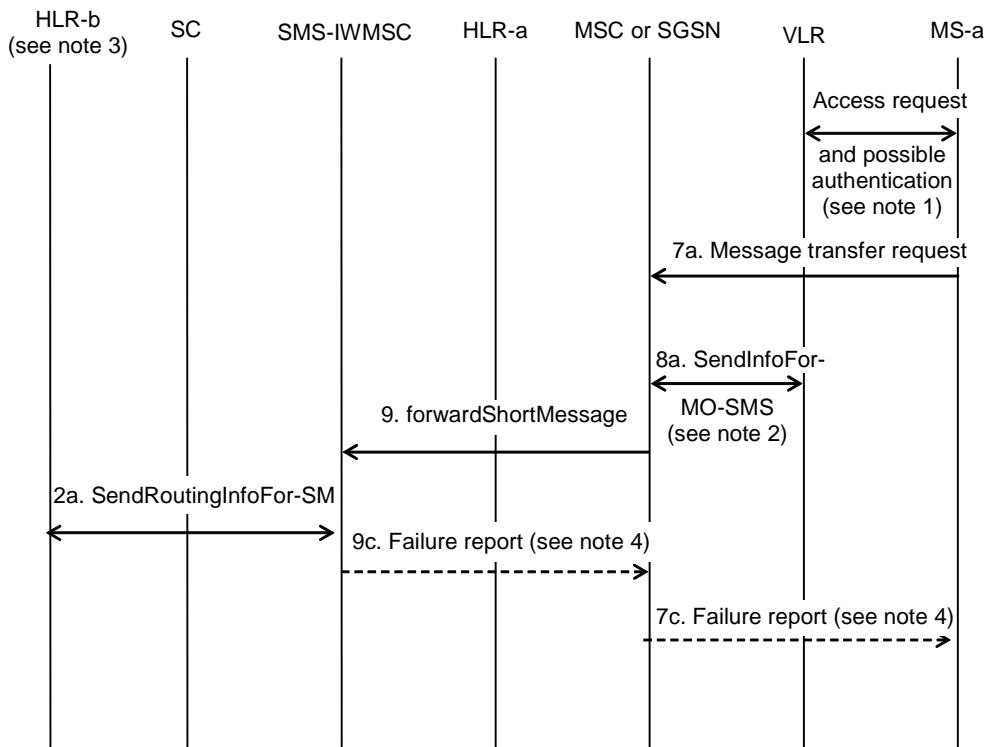 HLR-b
(see note 3)
SC
SMS-IWMSC
HLR-a
MSC or SGSN
VLR
MS-a
Access request
and possible
authentication
(see note 1)
7a. Message transfer request
8a. SendInfoFor-
MO-SMS
(see note 2)
9. forwardShortMessage
2a. SendRoutingInfoFor-SM
9c. Failure report (see note 4)
7c. Failure report (see note 4)